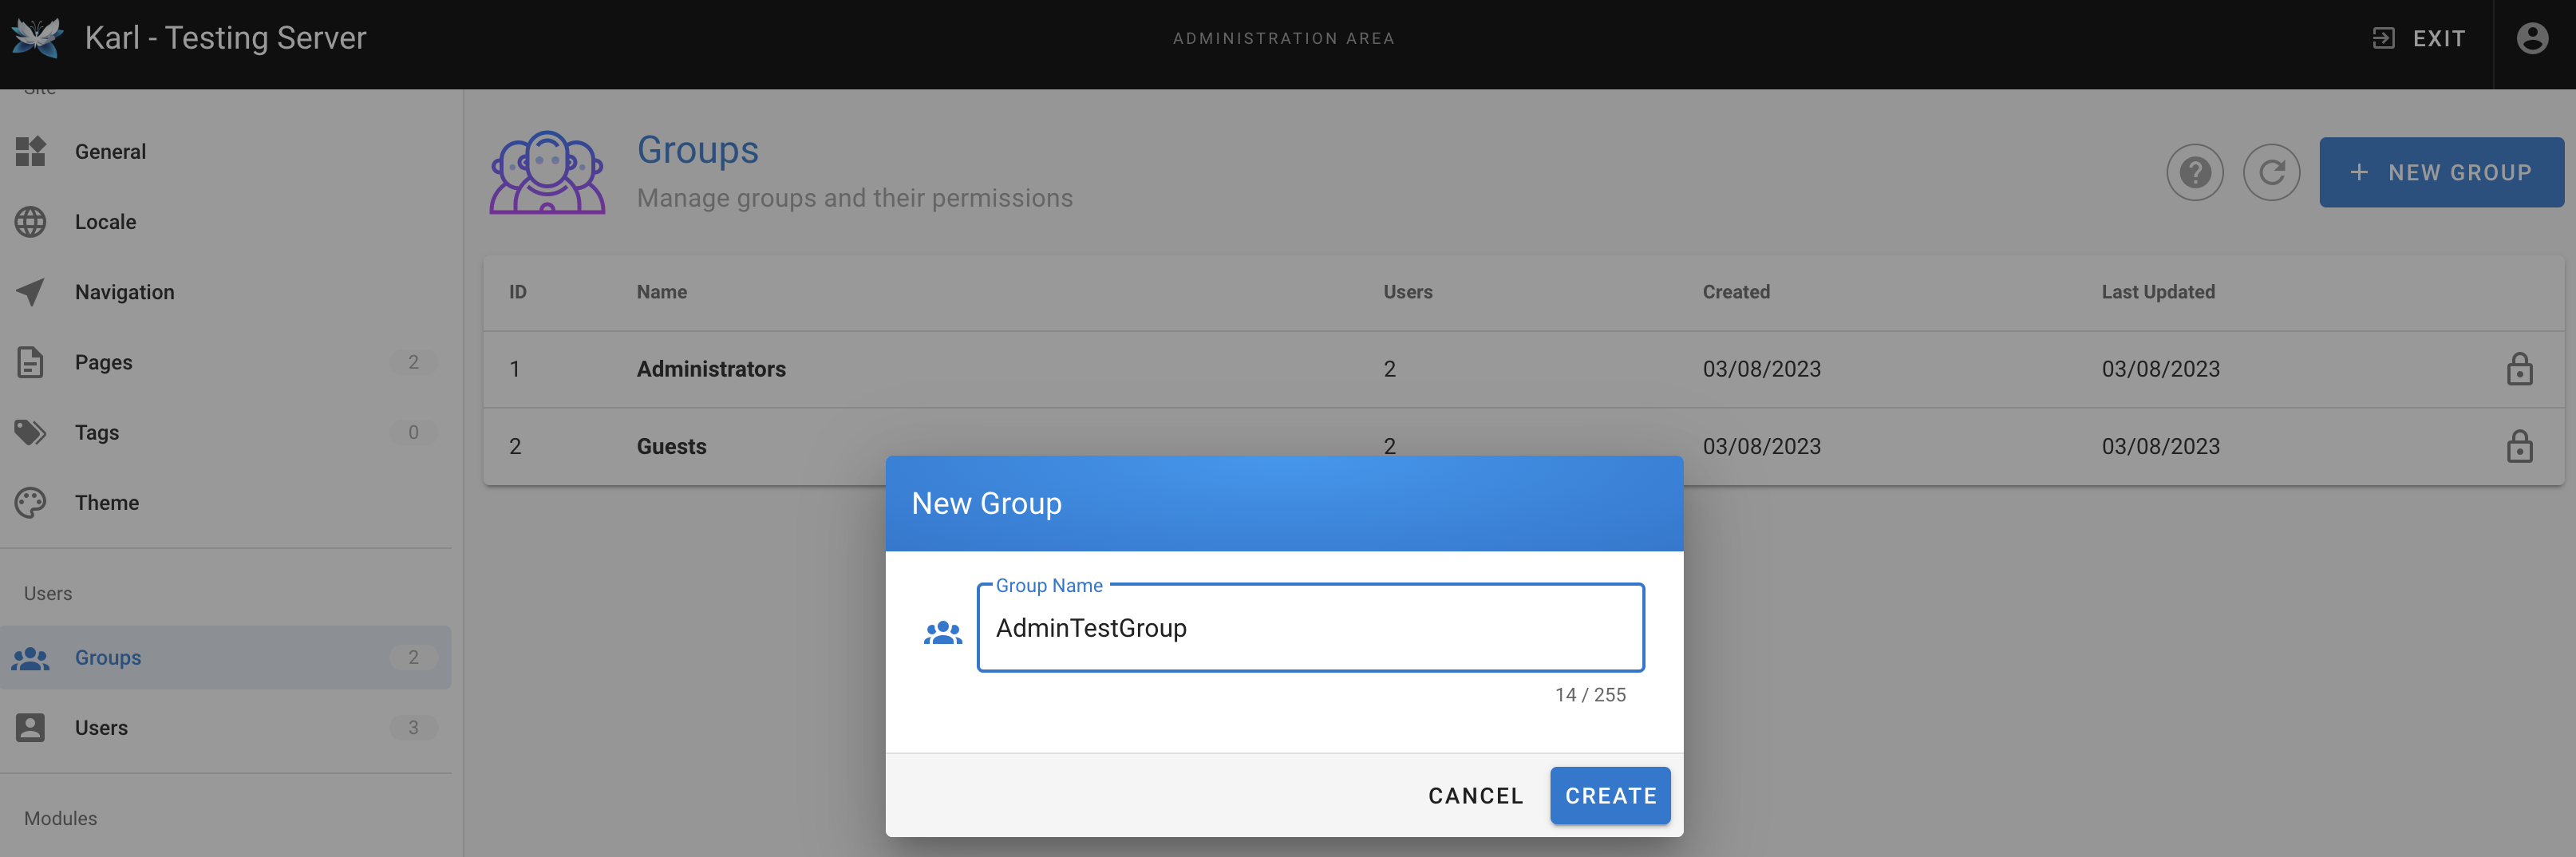 Karl - Testing Server
ADMINISTRATION AREA
EXIT
Site
General
Locale
Navigation
Pages 2
Tags 0
Theme
Users
Groups 2
Users 3
Modules
Groups
Manage groups and their permissions
NEW GROUP
ID Name Users Created Last Updated
1 Administrators 2 03/08/2023 03/08/2023
2 Guests 2 03/08/2023 03/08/2023
New Group
Group Name
AdminTestGroup
14 / 255
CANCEL CREATE